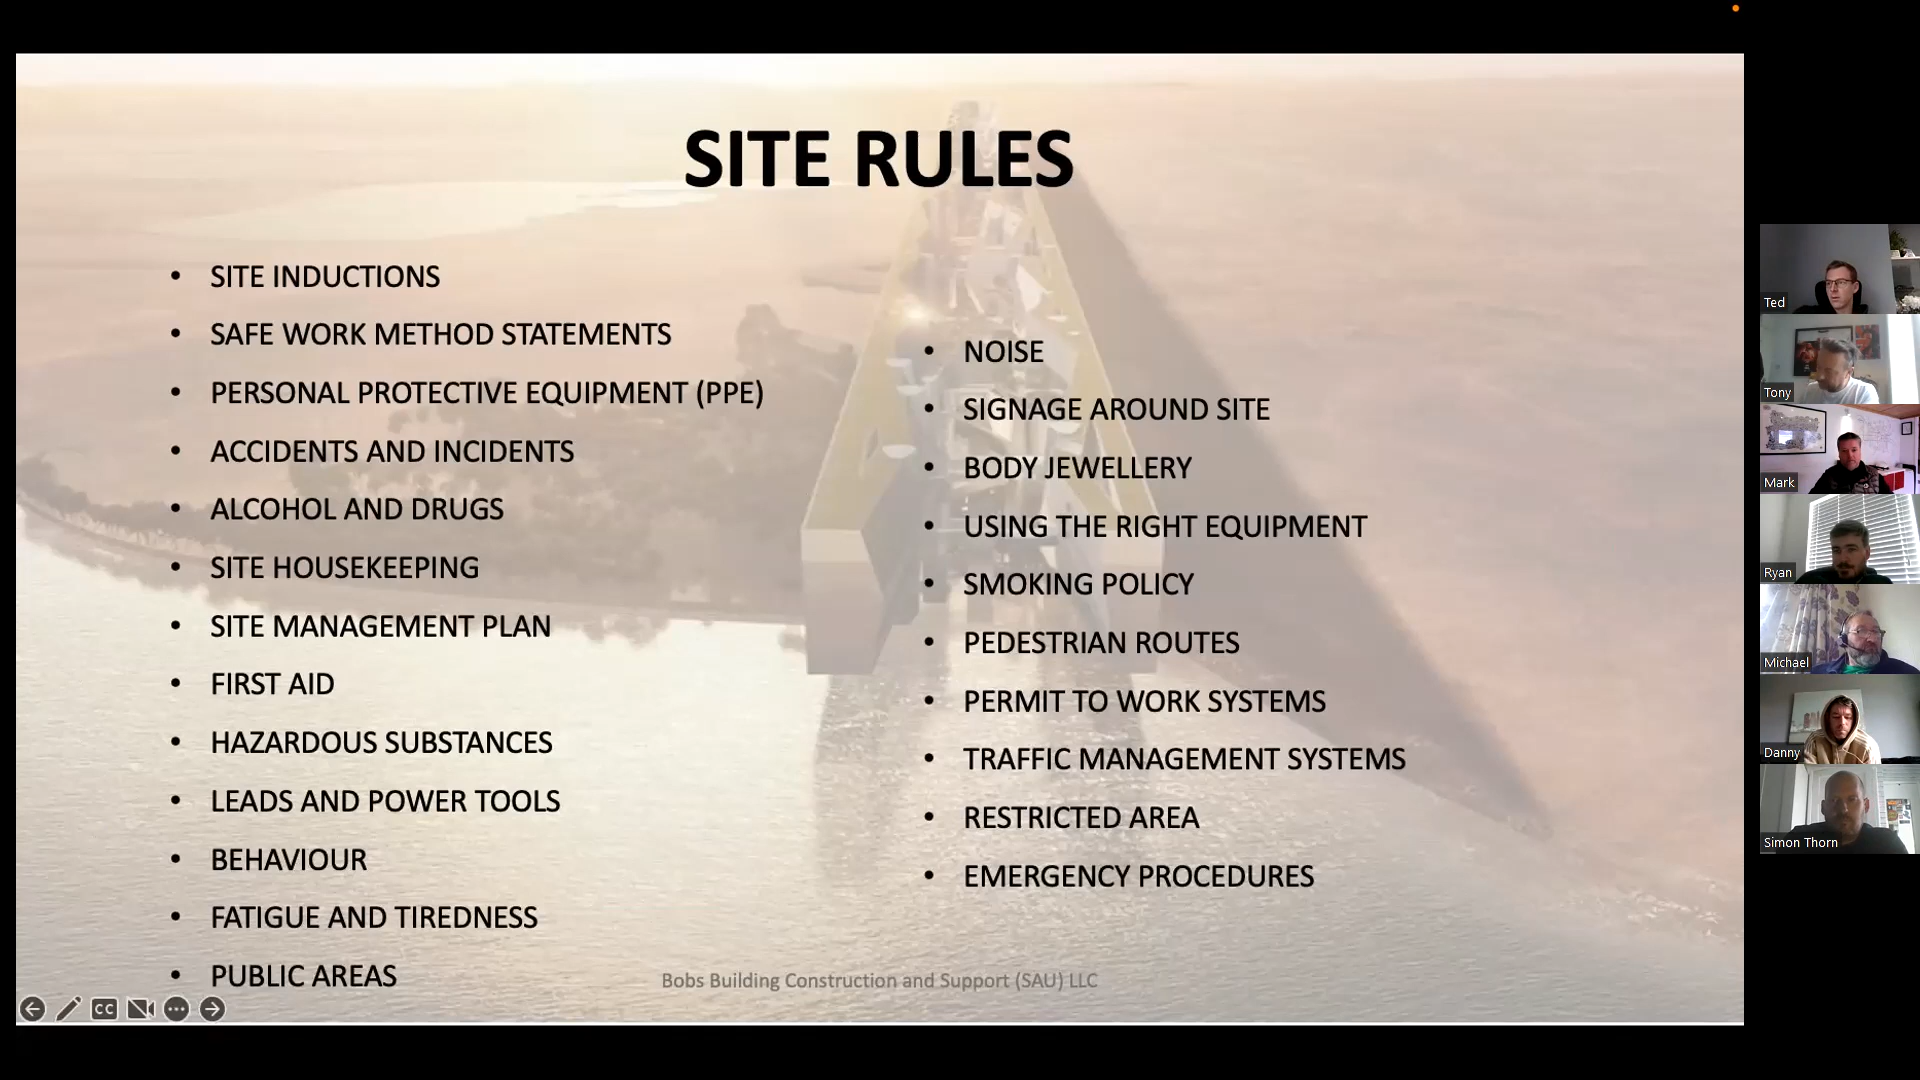 SITE RULES
• SITE INDUCTIONS
• SAFE WORK METHOD STATEMENTS
• PERSONAL PROTECTIVE EQUIPMENT (PPE)
• ACCIDENTS AND INCIDENTS
• ALCOHOL AND DRUGS
• SITE HOUSEKEEPING
• SITE MANAGEMENT PLAN
• FIRST AID
• HAZARDOUS SUBSTANCES
• LEADS AND POWER TOOLS
• BEHAVIOUR
• FATIGUE AND TIREDNESS
• PUBLIC AREAS
• NOISE
• SIGNAGE AROUND SITE
• BODY JEWELLERY
• USING THE RIGHT EQUIPMENT
• SMOKING POLICY
• PEDESTRIAN ROUTES
• PERMIT TO WORK SYSTEMS
• TRAFFIC MANAGEMENT SYSTEMS
• RESTRICTED AREA
• EMERGENCY PROCEDURES
Bobs Building Construction and Support (SAU) LLC
CC
Ted
Tony
Mark
Ryan
Michael
Danny
Simon Thorn